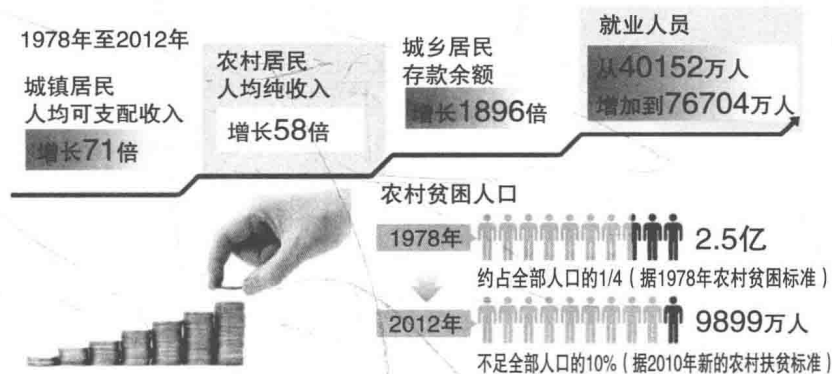 1978年至2012年
城镇居民
人均可支配收入
增长71倍
农村居民
人均纯收入
增长58倍
城乡居民
存款余额
增长1896倍
就业人员
从40152万人
增加到76704万人
农村贫困人口
1978年
2.5亿
约占全部人口的1/4（据1978年农村贫困标准）
2012年
9899万人
不足全部人口的10%（据2010年新的农村扶贫标准）